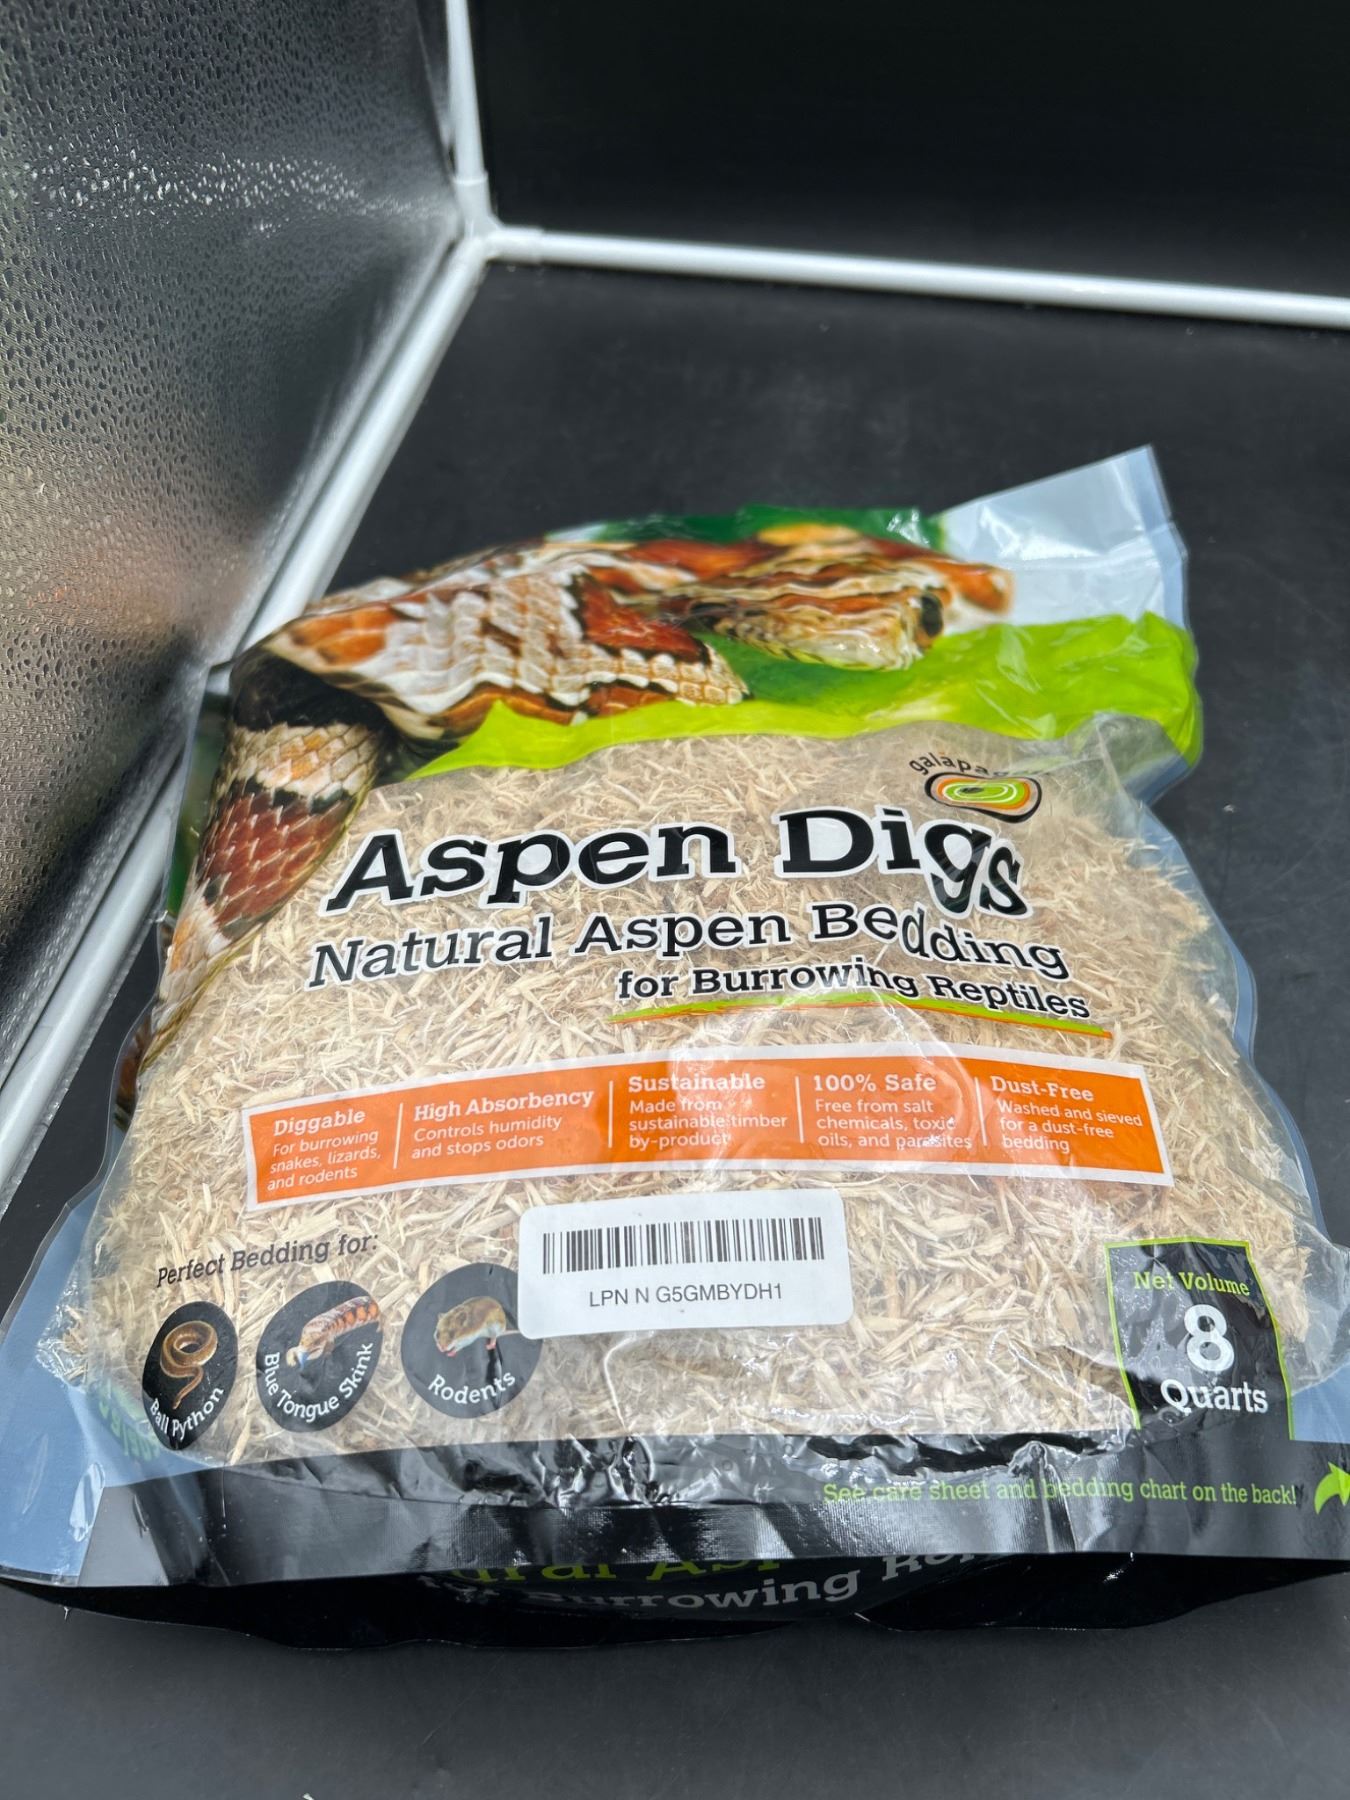 Aspen Digs
Natural Aspen Bedding
for Burrowing Reptiles
Diggable
For burrowing
snakes, lizards,
and rodents
High Absorbency
Controls humidity
and stops odors
Sustainable
Made from
sustainable timber
by-product
100% Safe
Free from salt
chemicals, toxic
oils, and parasites
Dust-Free
Washed and sieved
for a dust-free
bedding
Perfect Bedding for:
Ball Python
Blue Tongue Skink
Rodents
LPN N G5GMBYDH1
Net Volume
8
Quarts
See care sheet and bedding chart on the back!
Burrowing